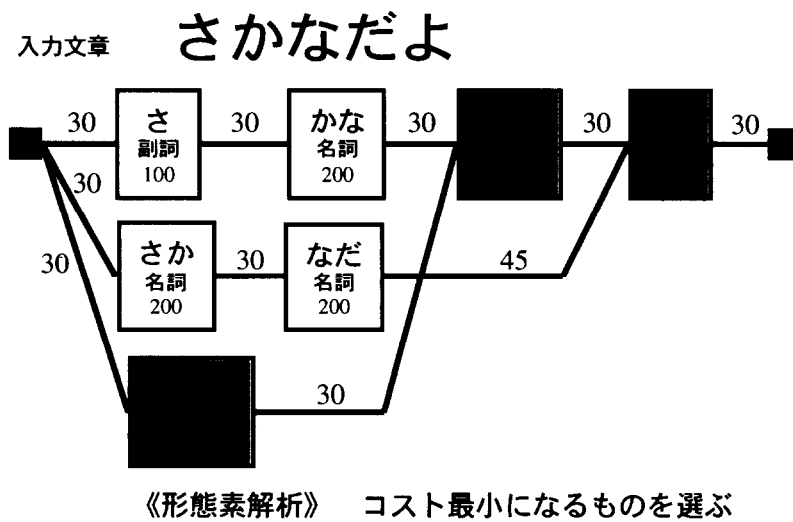 入力文章 さかなだよ
30 さ 30 かな 30 30 30
副詞 名詞
100 200
30
さか 30 なだ 45
30 名詞 名詞
200 200
30
《形態素解析》 コスト最小になるものを選ぶ